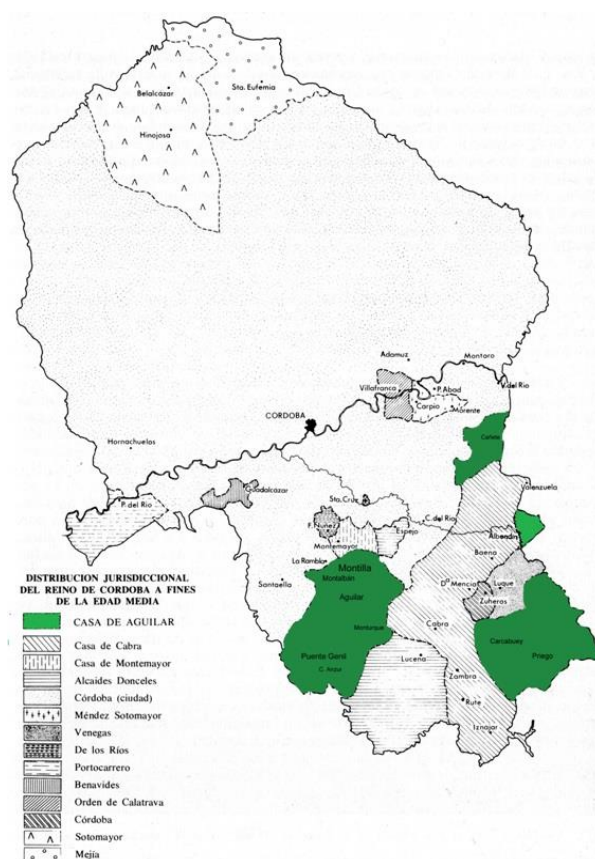 Belalcázar
Sta. Eufemia
Hinojosa
Adamuz
Montoro
Villafranca
P. Abad
V. del Río
Carpio
Morente
CORDOBA
Cañete
Hornachuelos
Guadalcázar
Valenzuela
P. del Río
Sta. Cruz
C. del Río
F. Núñez
Espejo
Albendín
Montemayor
Baena
La Rambla
Montilla
Montalbán
Dª Mencía
Luque
Santaella
Aguilar
Zuheros
Monturque
Cabra
Carcabuey
Priego
Puente Genil
Lucena
C. Anzur
Zambra
Rute
Iznájar
DISTRIBUCION JURISDICCIONAL
DEL REINO DE CORDOBA A FINES
DE LA EDAD MEDIA
CASA DE AGUILAR
Casa de Cabra
Casa de Montemayor
Alcaides Donceles
Córdoba (ciudad)
Méndez Sotomayor
Venegas
De los Ríos
Portocarrero
Benavides
Orden de Calatrava
Córdoba
Sotomayor
Mejía